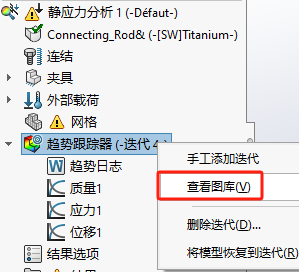 静应力分析 1 (-Défaut-)
Connecting_Rod& (-[SW]Titanium-)
连结
夹具
外部载荷
网格
趋势跟踪器 (-迭代
趋势日志
质量1
应力1
位移1
结果选项
手工添加迭代
查看图库(V)
删除迭代(D)...
将模型恢复到迭代(R)